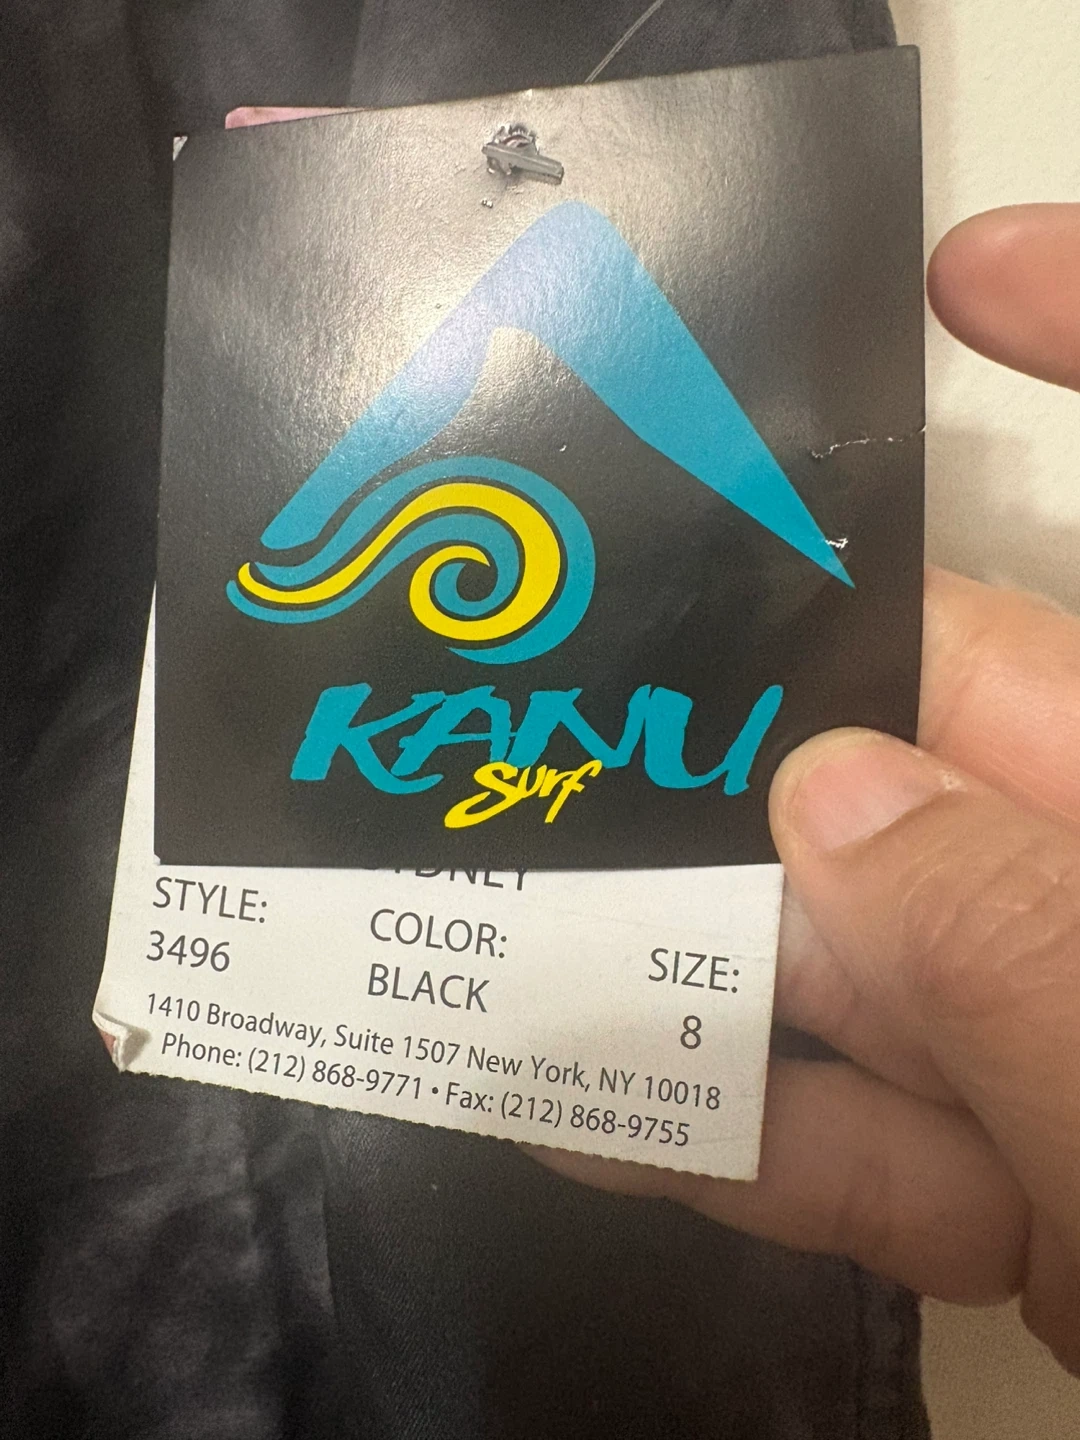 KANU
Surf
STYLE:
3496
COLOR:
BLACK
SIZE:
8
1410 Broadway, Suite 1507 New York, NY 10018
Phone: (212) 868-9771 • Fax: (212) 868-9755